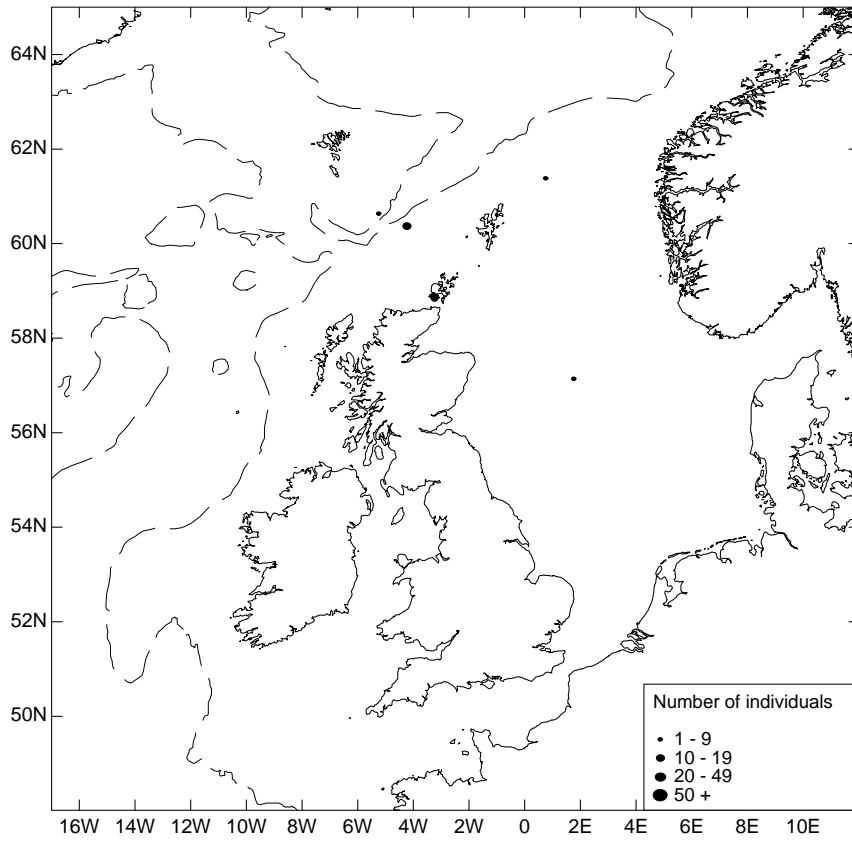 64N
62N
60N
58N
56N
54N
52N
50N
Number of individuals
1 - 9
10 - 19
20 - 49
50 +
16W 14W 12W 10W 8W 6W 4W 2W 0 2E 4E 6E 8E 10E